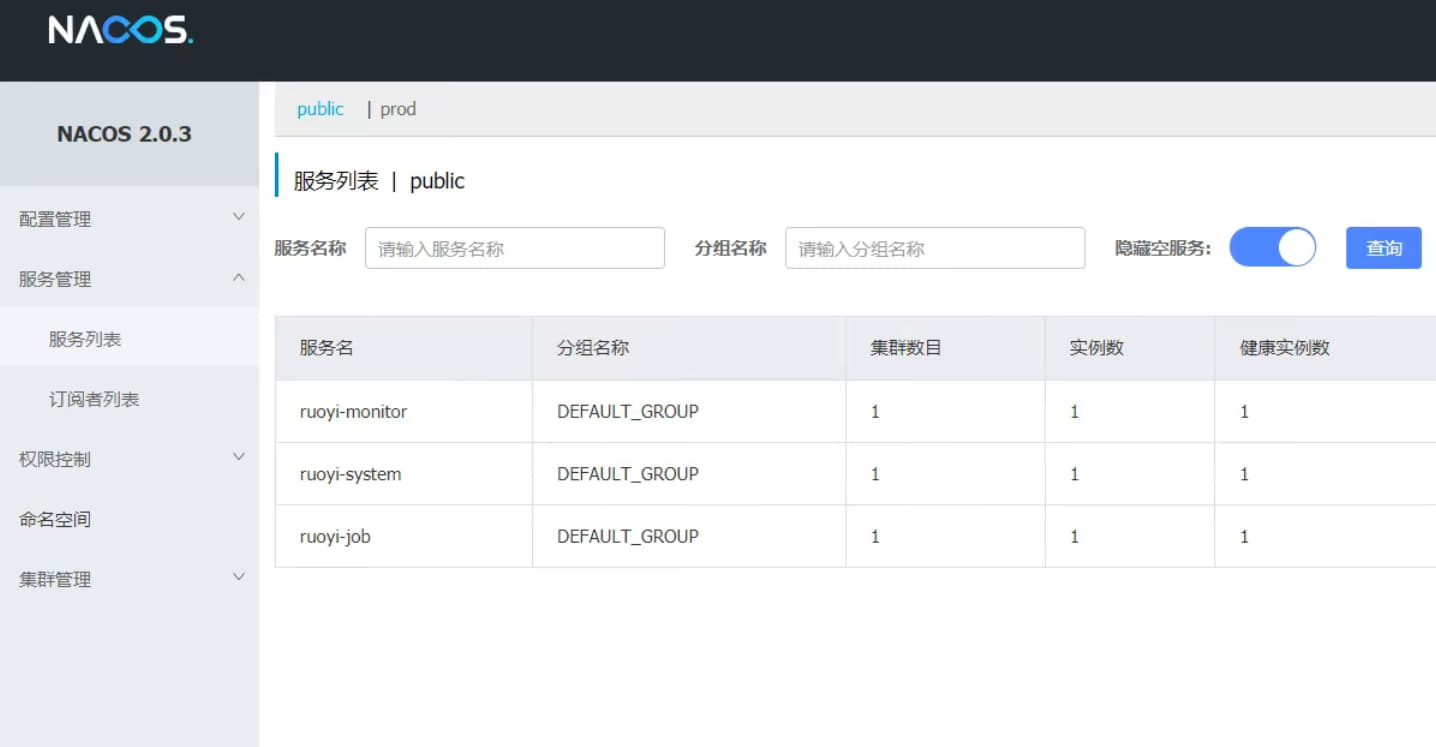 NACOS.
NACOS 2.0.3
配置管理
服务管理
服务列表
订阅者列表
权限控制
命名空间
集群管理
public | prod
服务列表 | public
服务名称 请输入服务名称 分组名称 请输入分组名称 隐藏空服务: 查询
服务名 分组名称 集群数目 实例数 健康实例数
ruoyi-monitor DEFAULT_GROUP 1 1 1
ruoyi-system DEFAULT_GROUP 1 1 1
ruoyi-job DEFAULT_GROUP 1 1 1